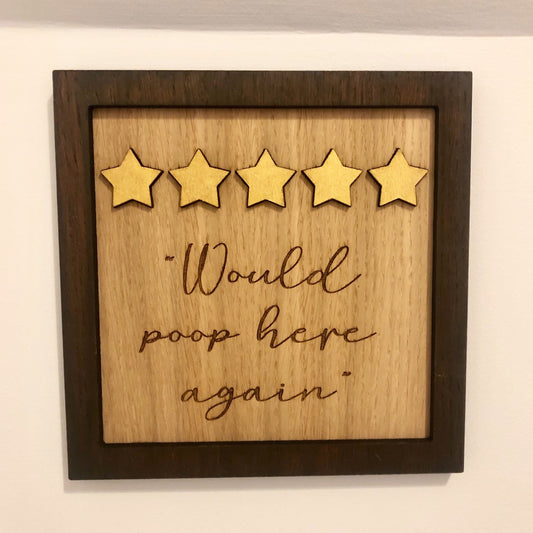 "Would
poop here
again"